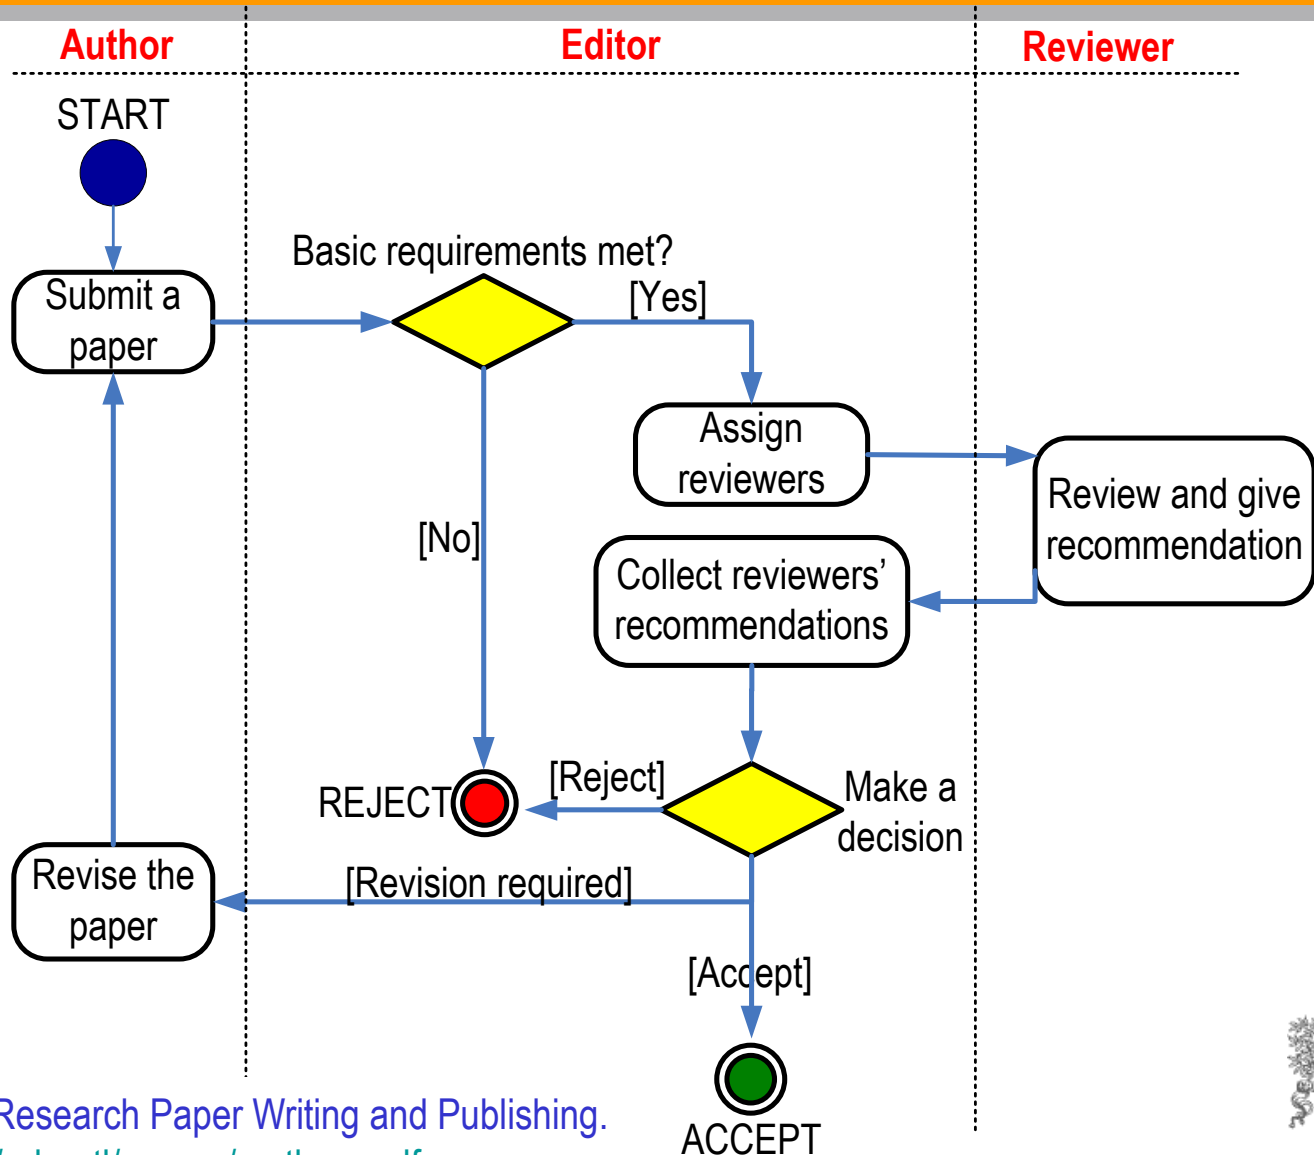 Author
Editor
Reviewer
START
Basic requirements met?
[Yes]
Submit a
paper
Assign
reviewers
Review and give
recommendation
[No]
Collect reviewers’
recommendations
[Reject]
REJECT
Make a
decision
Revise the
paper
[Revision required]
[Accept]
Research Paper Writing and Publishing.
ACCEPT